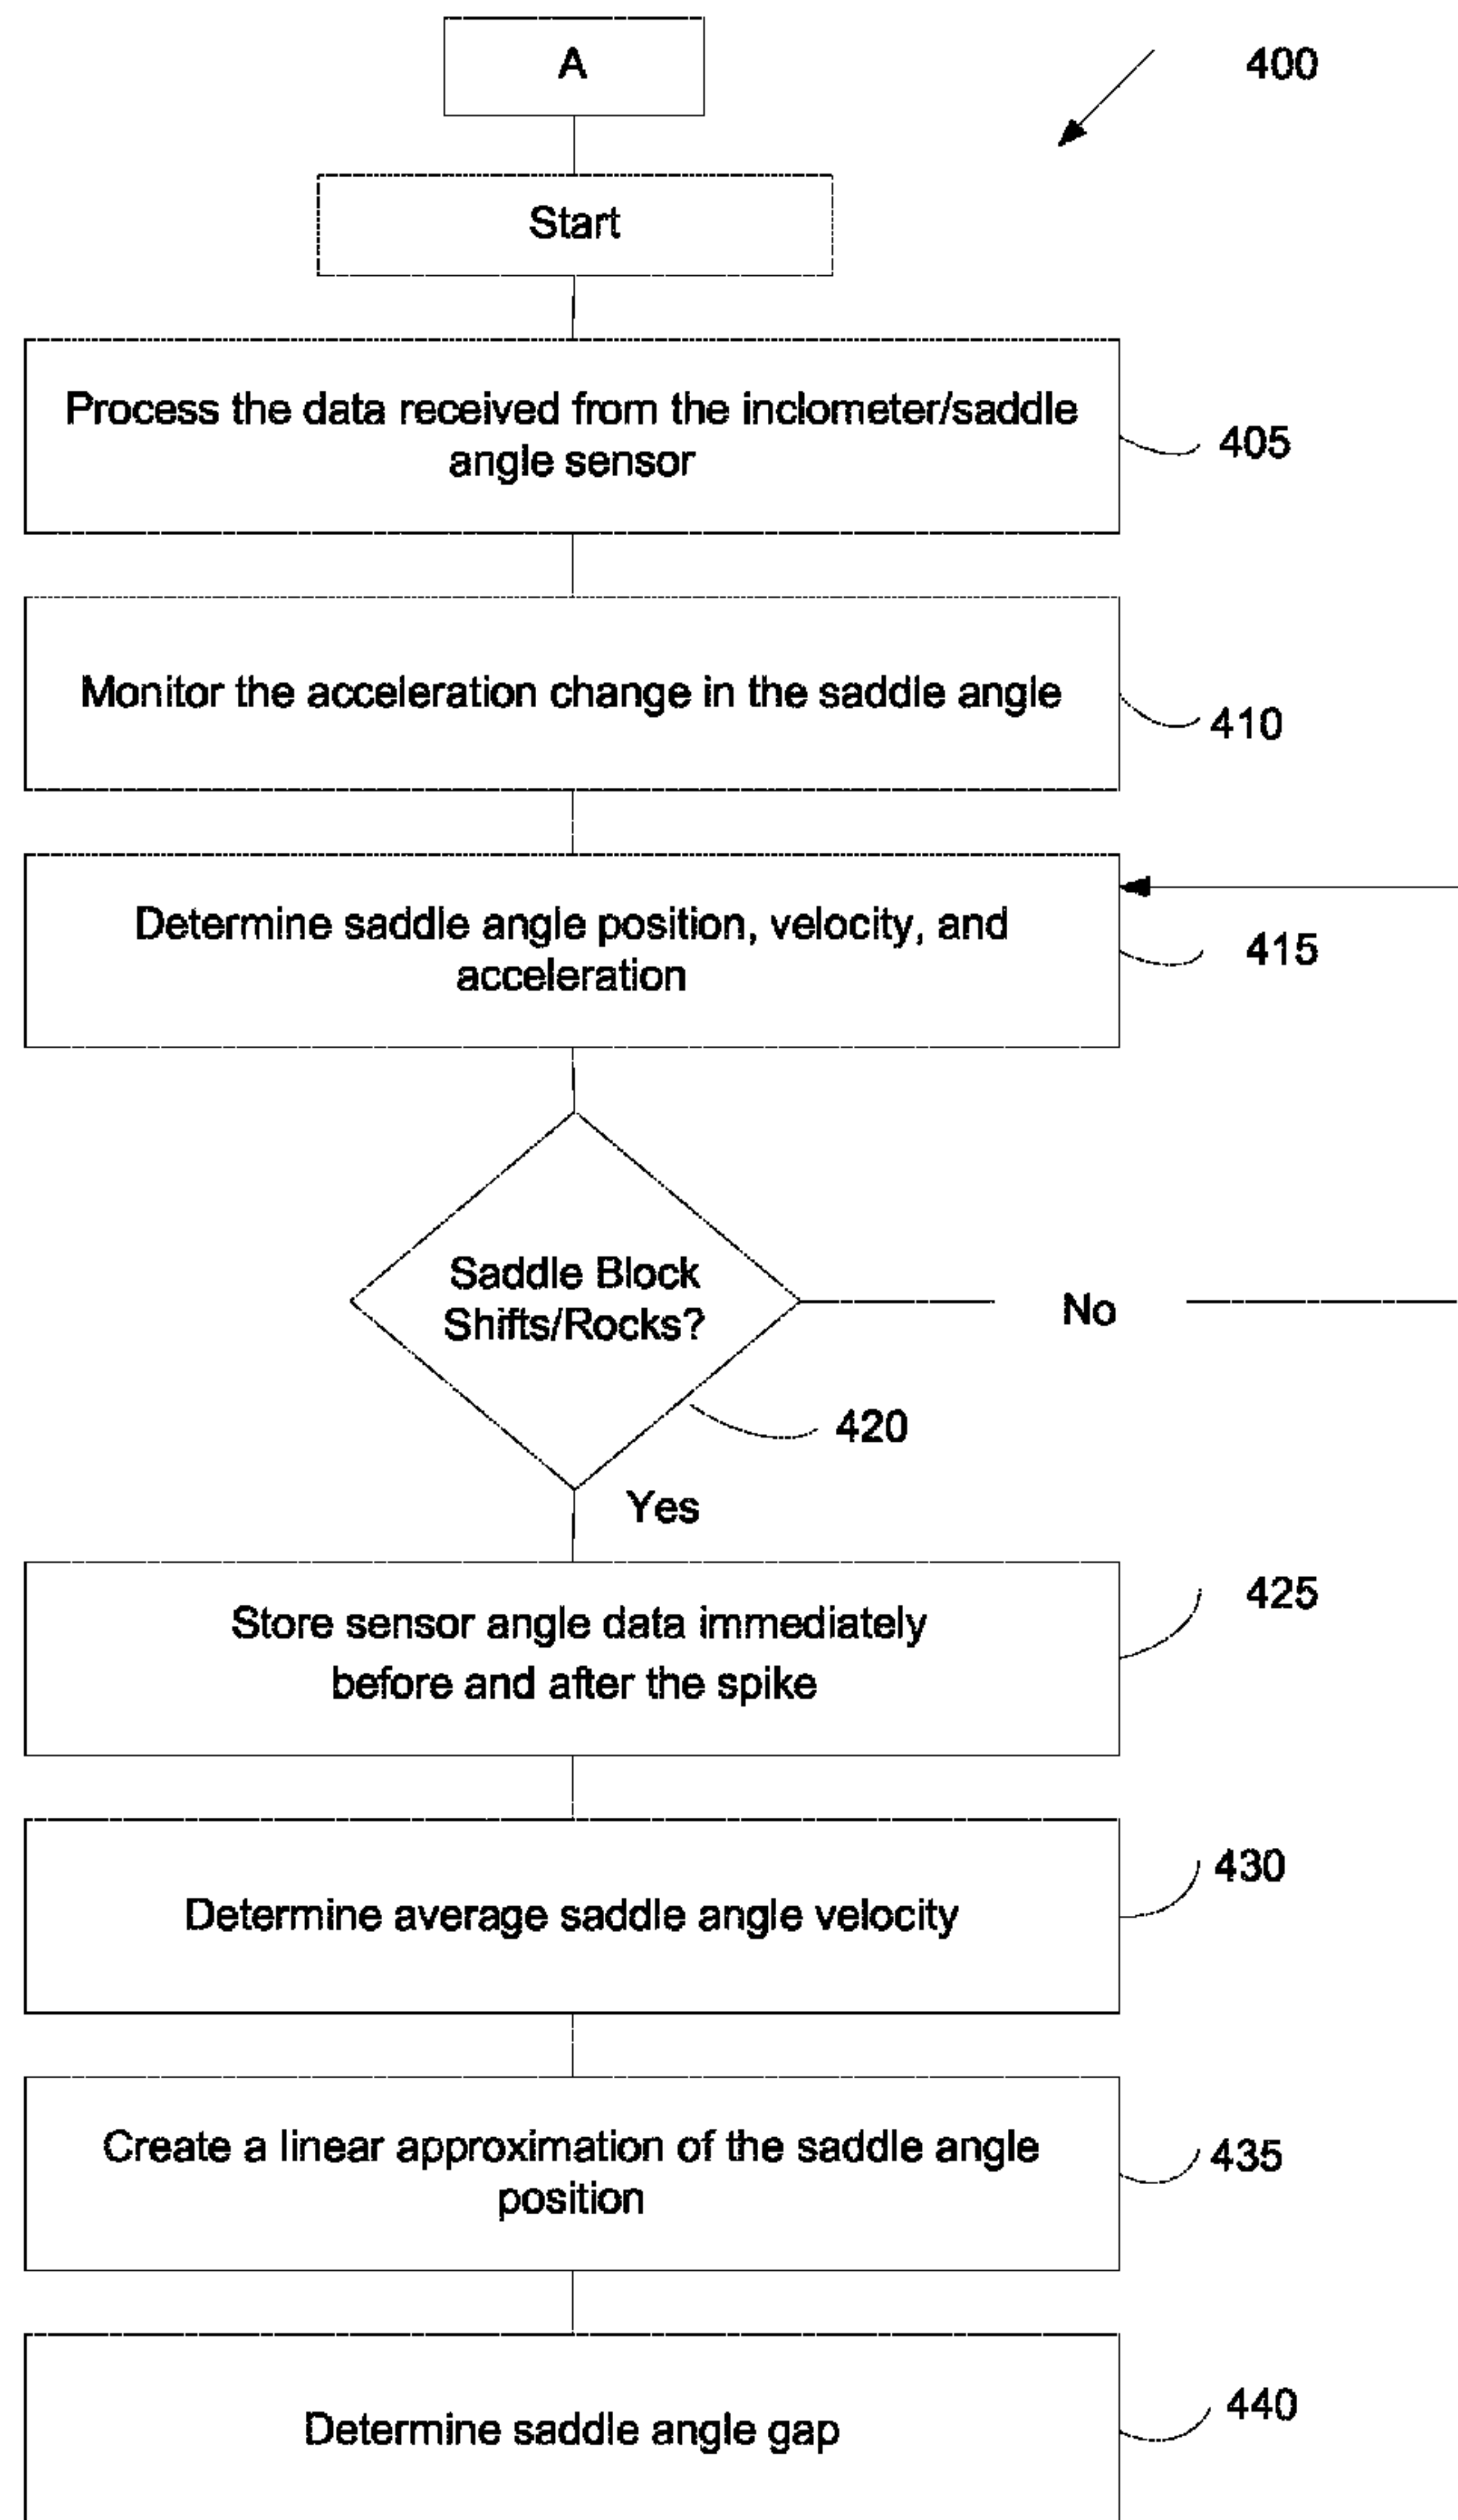 A
400
Start
Process the data received from the inclometer/saddle
angle sensor
405
Monitor the acceleration change in the saddle angle
410
Determine saddle angle position, velocity, and
acceleration
415
Saddle Block
Shifts/Rocks?
No
420
Yes
425
Store sensor angle data immediately
before and after the spike
430
Determine average saddle angle velocity
Create a linear approximation of the saddle angle
position
435
Determine saddle angle gap
440